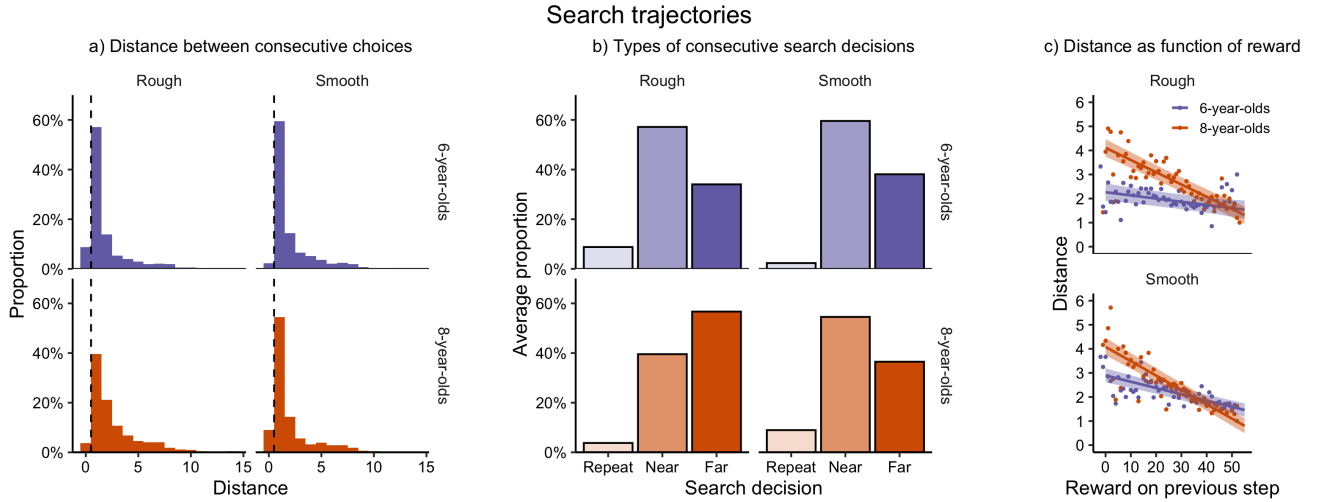 Search trajectories
a) Distance between consecutive choices
Rough
Smooth
Proportion
60%
40%
20%
0%
6-year-olds
60%
40%
20%
0%
8-year-olds
0
5
10
15
0
5
10
15
Distance
b) Types of consecutive search decisions
Rough
Smooth
Average proportion
60%
40%
20%
0%
6-year-olds
60%
40%
20%
0%
8-year-olds
Repeat
Near
Far
Repeat
Near
Far
Search decision
c) Distance as function of reward
Rough
6-year-olds
8-year-olds
Distance
6
5
4
3
2
1
0
Smooth
6
5
4
3
2
1
0
0
10
20
30
40
50
Reward on previous step